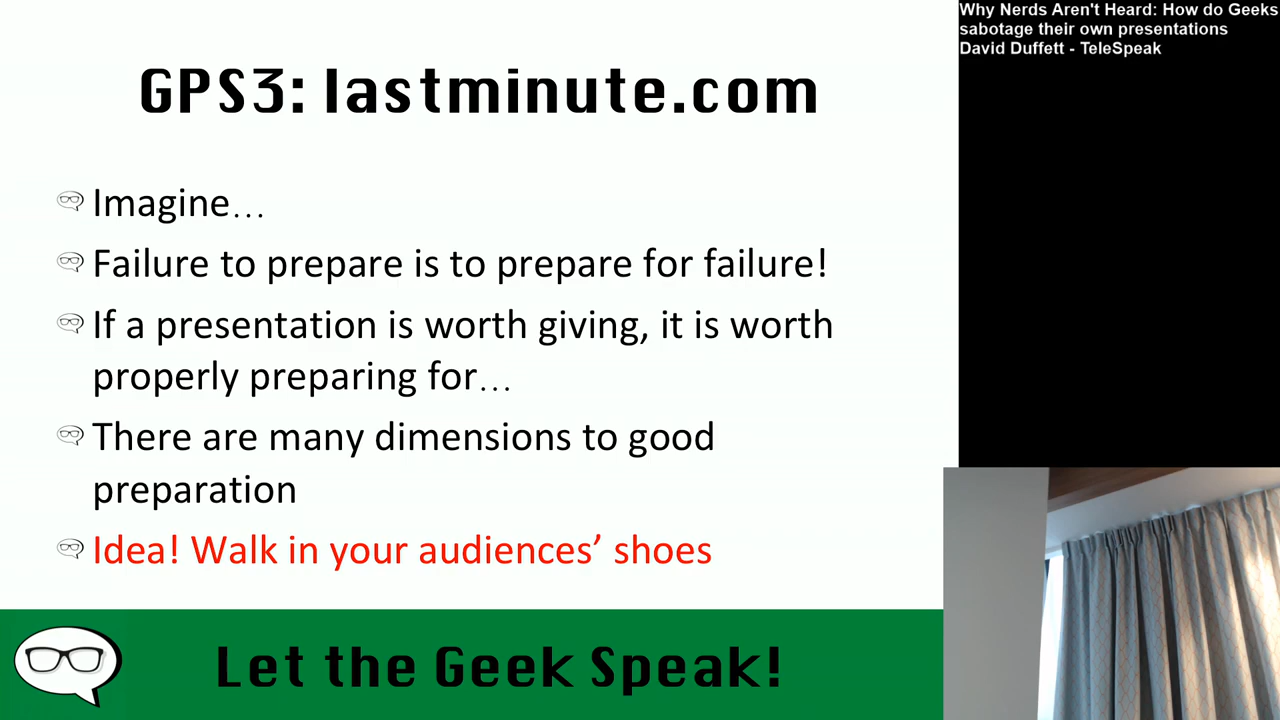 Why Nerds Aren't Heard: How do Geeks
sabotage their own presentations
David Duffett - TeleSpeak
GPS3: lastminute.com
Imagine…
Failure to prepare is to prepare for failure!
If a presentation is worth giving, it is worth
properly preparing for…
There are many dimensions to good
preparation
Idea! Walk in your audiences’ shoes
Let the Geek Speak!